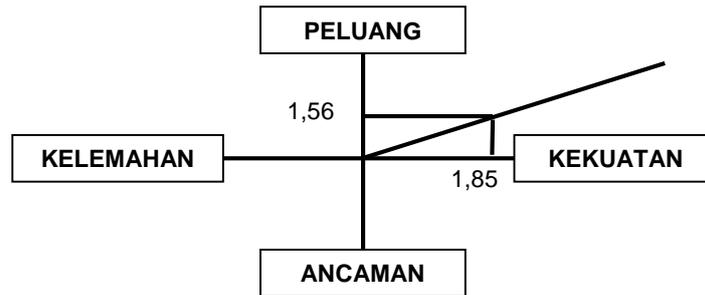 PELUANG
1,56
KELEMAHAN
KEKUATAN
1,85
ANCAMAN